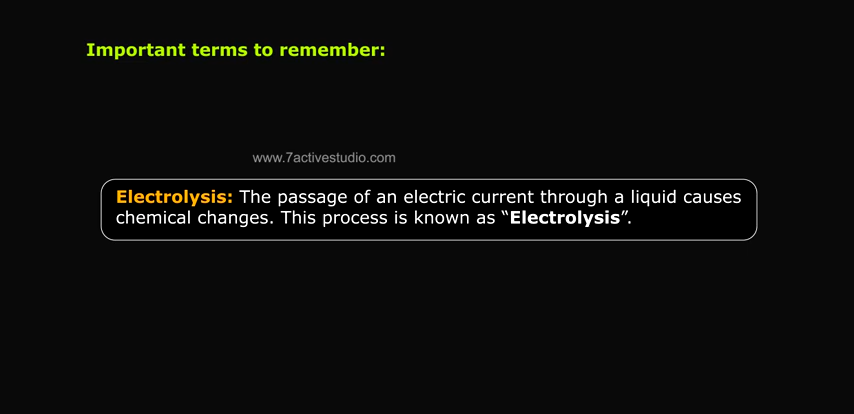 Important terms to remember:
www.7activestudio.com
Electrolysis: The passage of an electric current through a liquid causes
chemical changes. This process is known as “Electrolysis”.